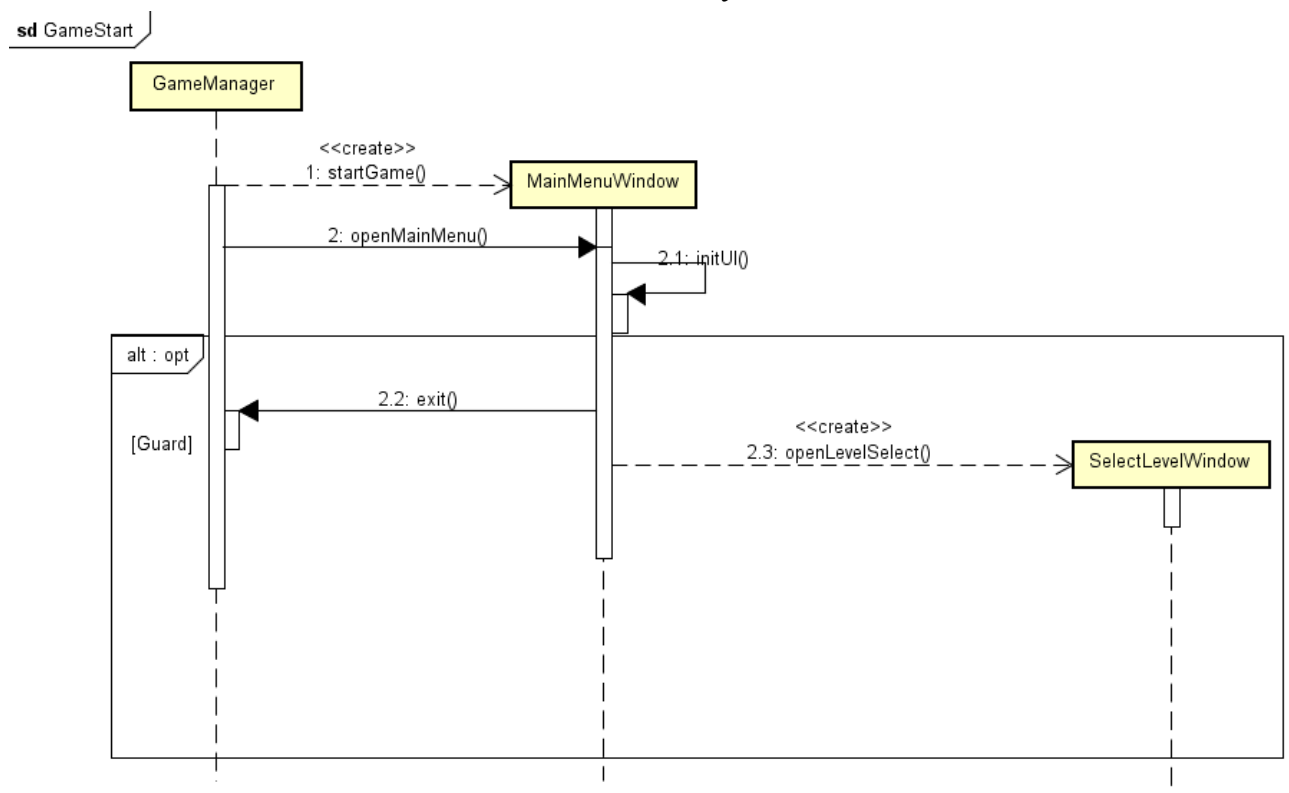 sd GameStart
GameManager
<<create>>
1: startGame()
MainMenuWindow
2: openMainMenu()
2.1: initUI()
alt : opt
2.2: exit()
[Guard]
<<create>>
2.3: openLevelSelect()
SelectLevelWindow